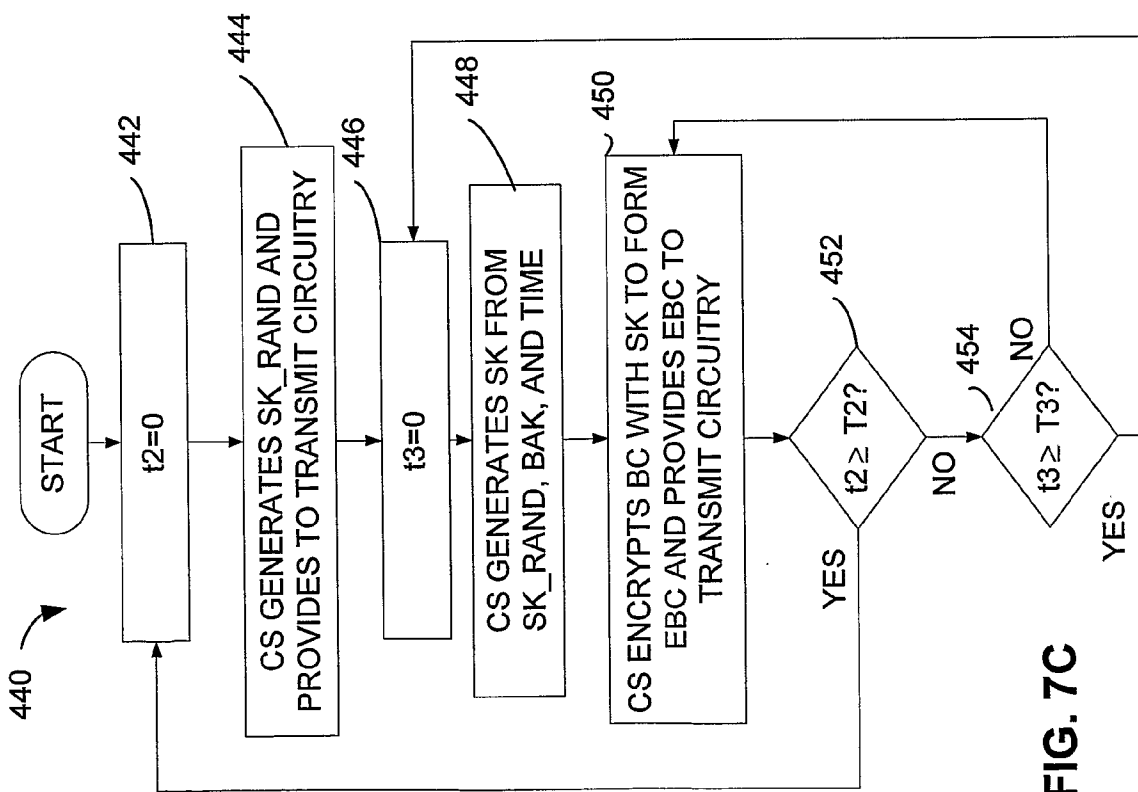 440
START
442
t2=0
444
CS GENERATES SK_RAND AND
PROVIDES TO TRANSMIT CIRCUITRY
446
t3=0
448
CS GENERATES SK FROM
SK_RAND, BAK, AND TIME
450
CS ENCRYPTS BC WITH SK TO FORM
EBC AND PROVIDES EBC TO
TRANSMIT CIRCUITRY
452
t2≥ T2?
YES
NO
454
t3≥ T3?
NO
YES
FIG. 7C